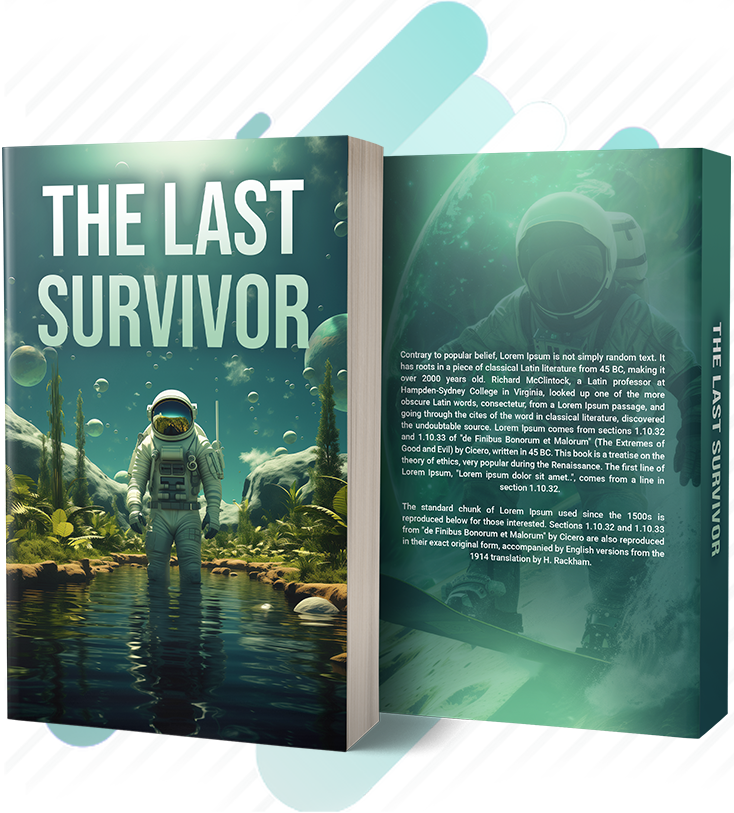 THE LAST
SURVIVOR
Contrary to popular belief, Lorem Ipsum is not simply random text. It
has roots in a piece of classical Latin literature from 45 BC, making it
over 2000 years old. Richard McClintock, a Latin professor at
Hampden-Sydney College in Virginia, looked up one of the more
obscure Latin words, consectetur, from a Lorem Ipsum passage, and
going through the cites of the word in classical literature, discovered
the undoubtable source. Lorem Ipsum comes from sections 1.10.32
and 1.10.33 of "de Finibus Bonorum et Malorum" (The Extremes of
Good and Evil) by Cicero, written in 45 BC. This book is a treatise on the
theory of ethics, very popular during the Renaissance. The first line of
Lorem Ipsum, "Lorem ipsum dolor sit amet..", comes from a line in
section 1.10.32.
The standard chunk of Lorem Ipsum used since the 1500s is
reproduced below for those interested. Sections 1.10.32 and 1.10.33
from "de Finibus Bonorum et Malorum" by Cicero are also reproduced
in their exact original form, accompanied by English versions from the
1914 translation by H. Rackham.
THE LAST SURVIVOR